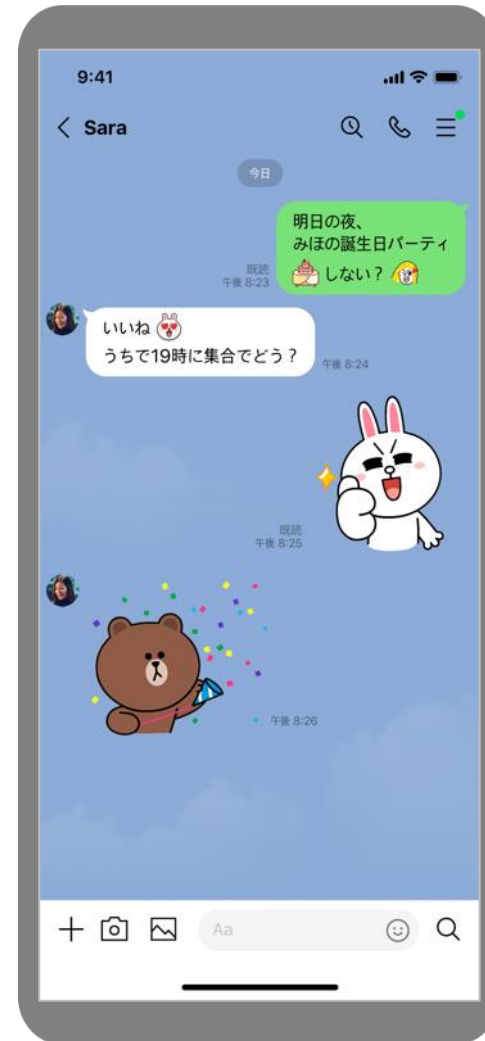 9:41
Sara
今日
明日の夜、
みほの誕生日パーティ
しない？
既読
午後 8:23
いいね
うちで19時に集合でどう？
午後 8:24
既読
午後 8:25
午後 8:26
Aa